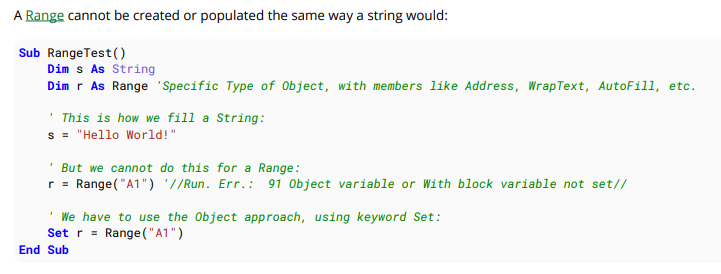 A Range cannot be created or populated the same way a string would:
Sub RangeTest()
    Dim s As String
    Dim r As Range 'Specific Type of Object, with members like Address, WrapText, AutoFill, etc.
    ' This is how we fill a String:
    s = "Hello World!"
    ' But we cannot do this for a Range:
    r = Range("A1") '//Run. Err.:  91 Object variable or With block variable not set//
    ' We have to use the Object approach, using keyword Set:
    Set r = Range("A1")
End Sub